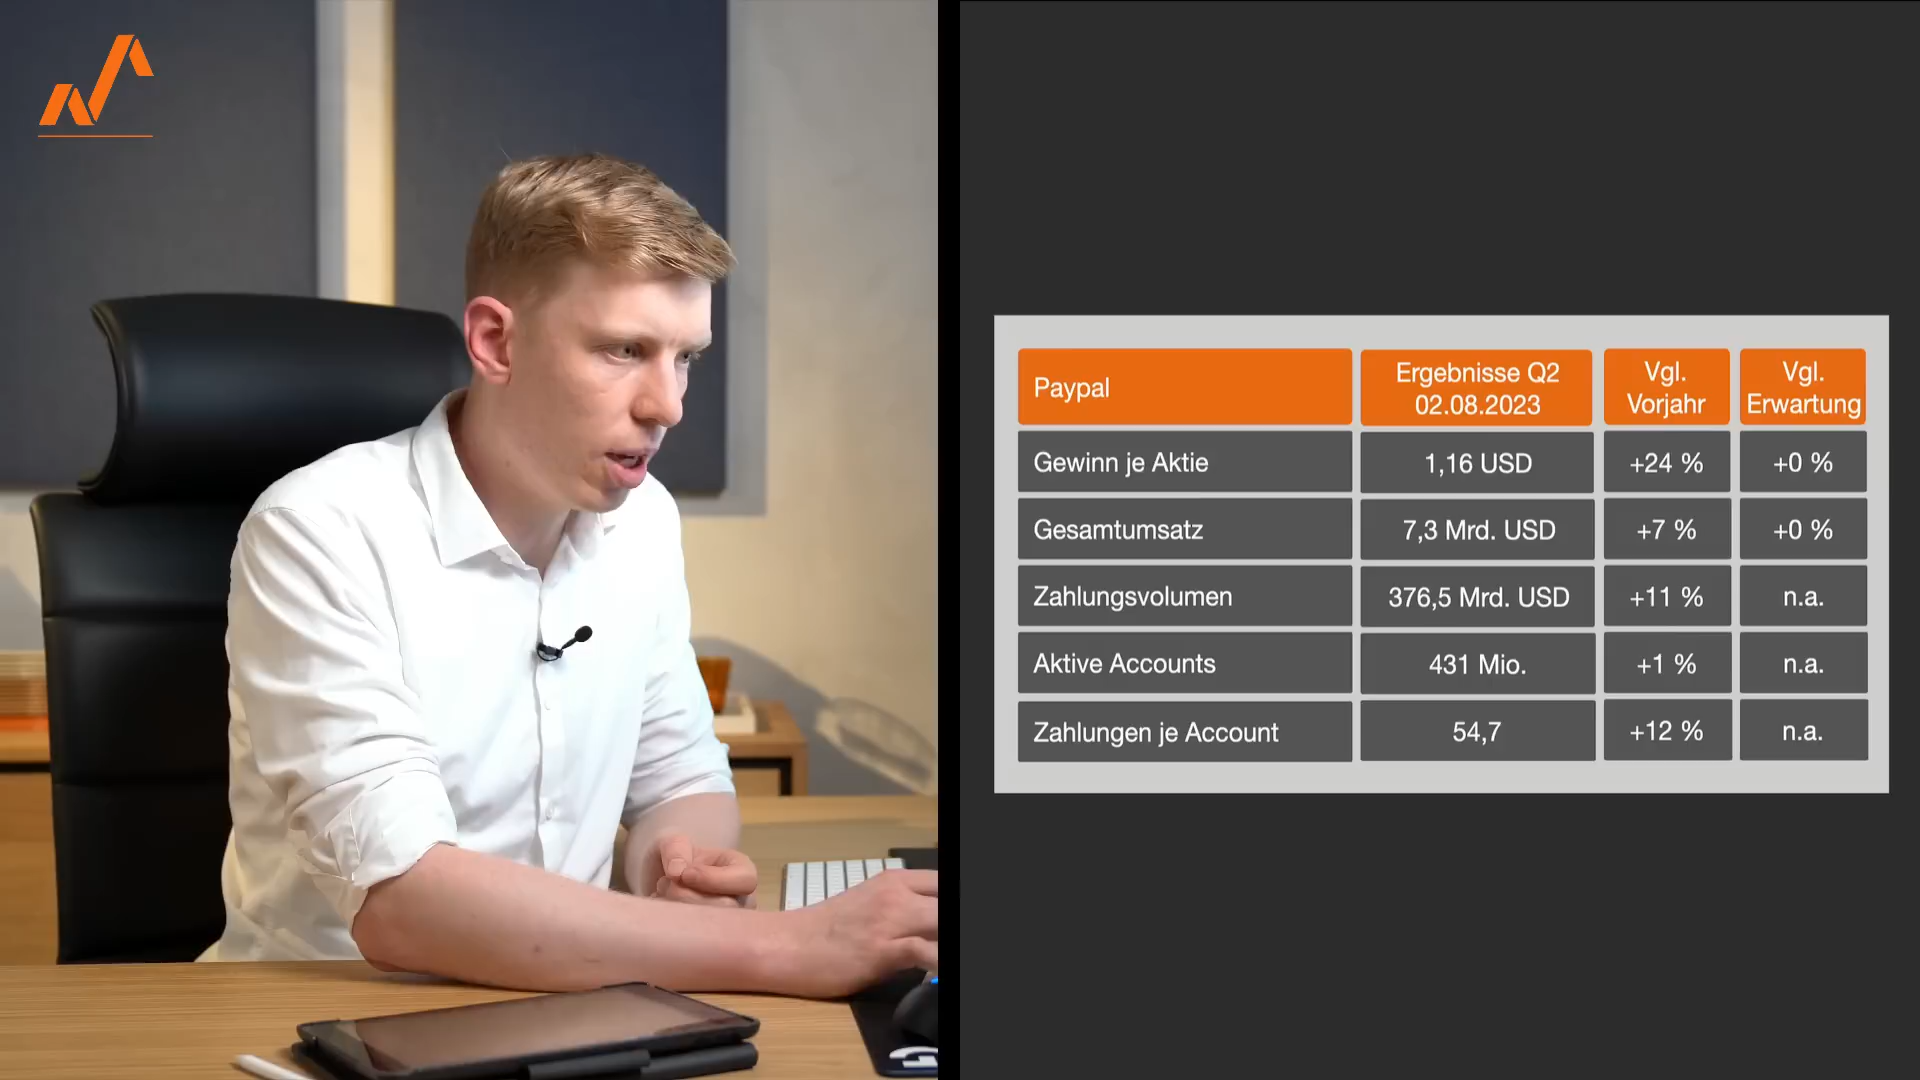 Paypal
Ergebnisse Q2
02.08.2023
Vgl.
Vorjahr
Vgl.
Erwartung
Gewinn je Aktie
1,16 USD
+24 %
+0 %
Gesamtumsatz
7,3 Mrd. USD
+7 %
+0 %
Zahlungsvolumen
376,5 Mrd. USD
+11 %
n.a.
Aktive Accounts
431 Mio.
+1 %
n.a.
Zahlungen je Account
54,7
+12 %
n.a.